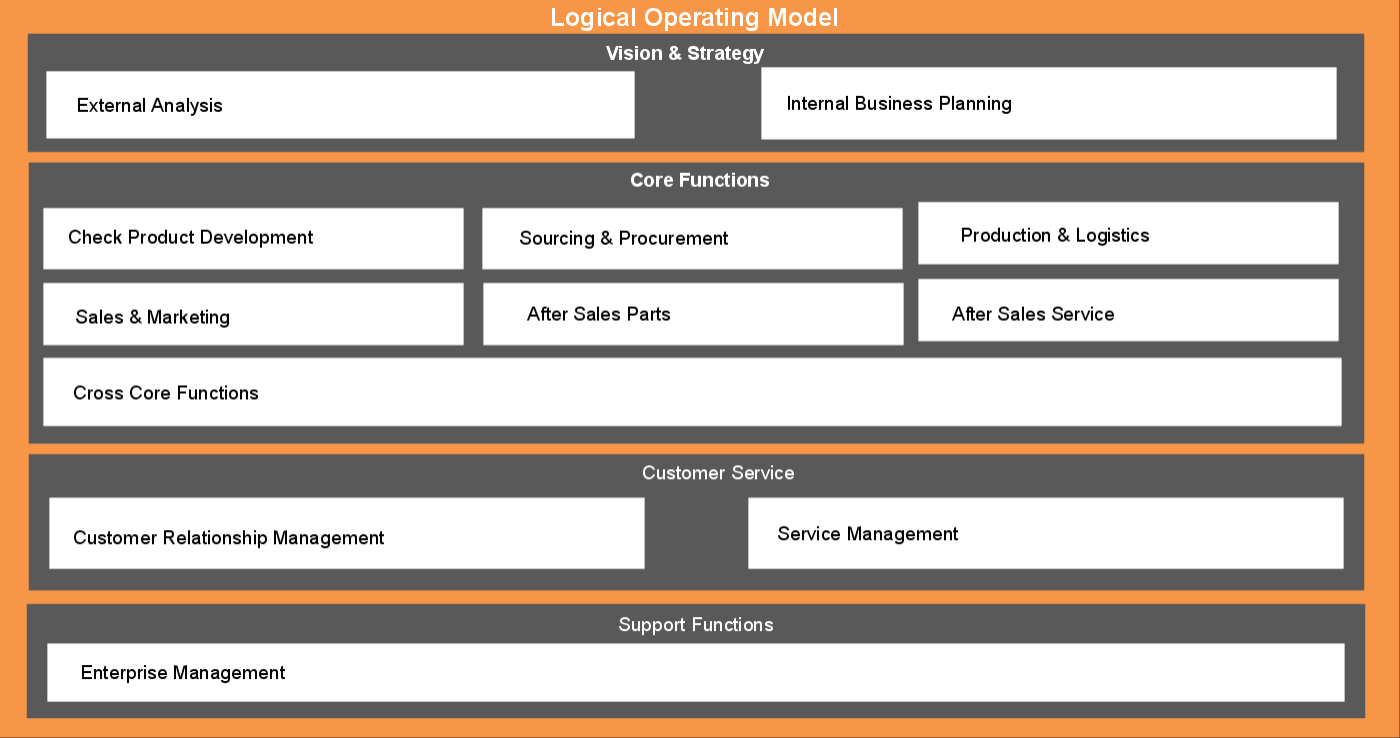 Logical Operating Model
Vision & Strategy
External Analysis
Internal Business Planning
Core Functions
Check Product Development
Sourcing & Procurement
Production & Logistics
Sales & Marketing
After Sales Parts
After Sales Service
Cross Core Functions
Customer Service
Customer Relationship Management
Service Management
Support Functions
Enterprise Management